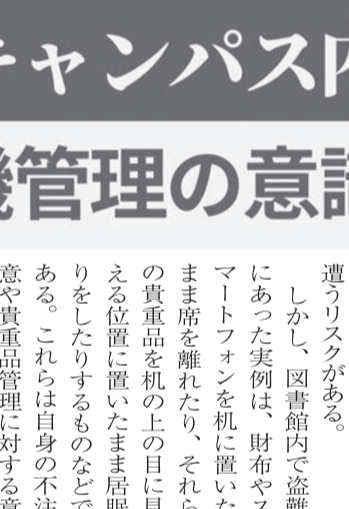 キャンパス内
機管理の意識
遭うリスクがある。
しかし、図書館内で盗難
にあった実例は、財布やス
マートフォンを机に置いた
まま席を離れたり、それら
の貴重品を机の上の目に見
える位置に置いたまま居眠
りをしたりするものなどで
ある。これらは自身の不注
意や貴重品管理に対する意